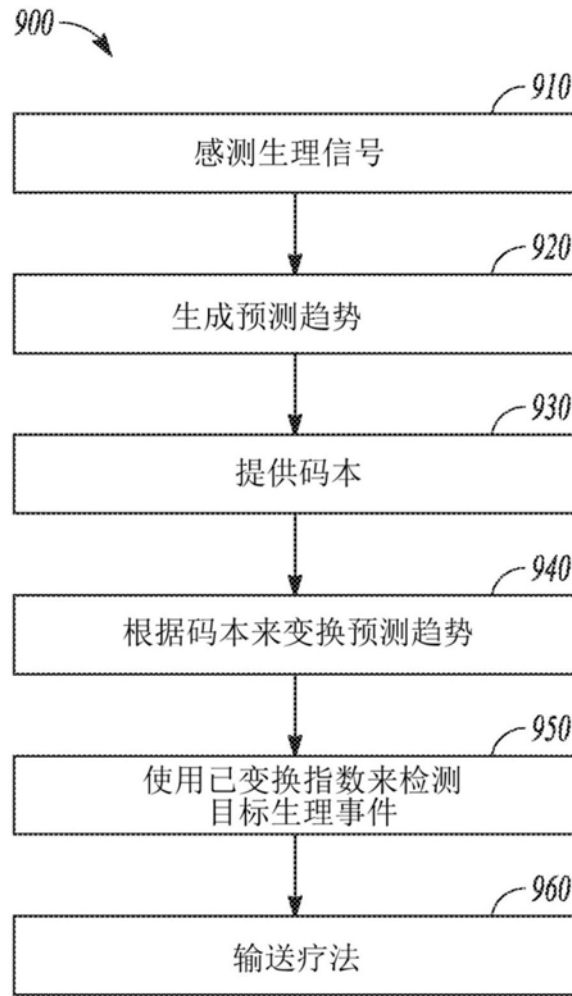 900
910
感测生理信号
920
生成预测趋势
930
提供码本
940
根据码本来变换预测趋势
950
使用已变换指数来检测
目标生理事件
960
输送疗法